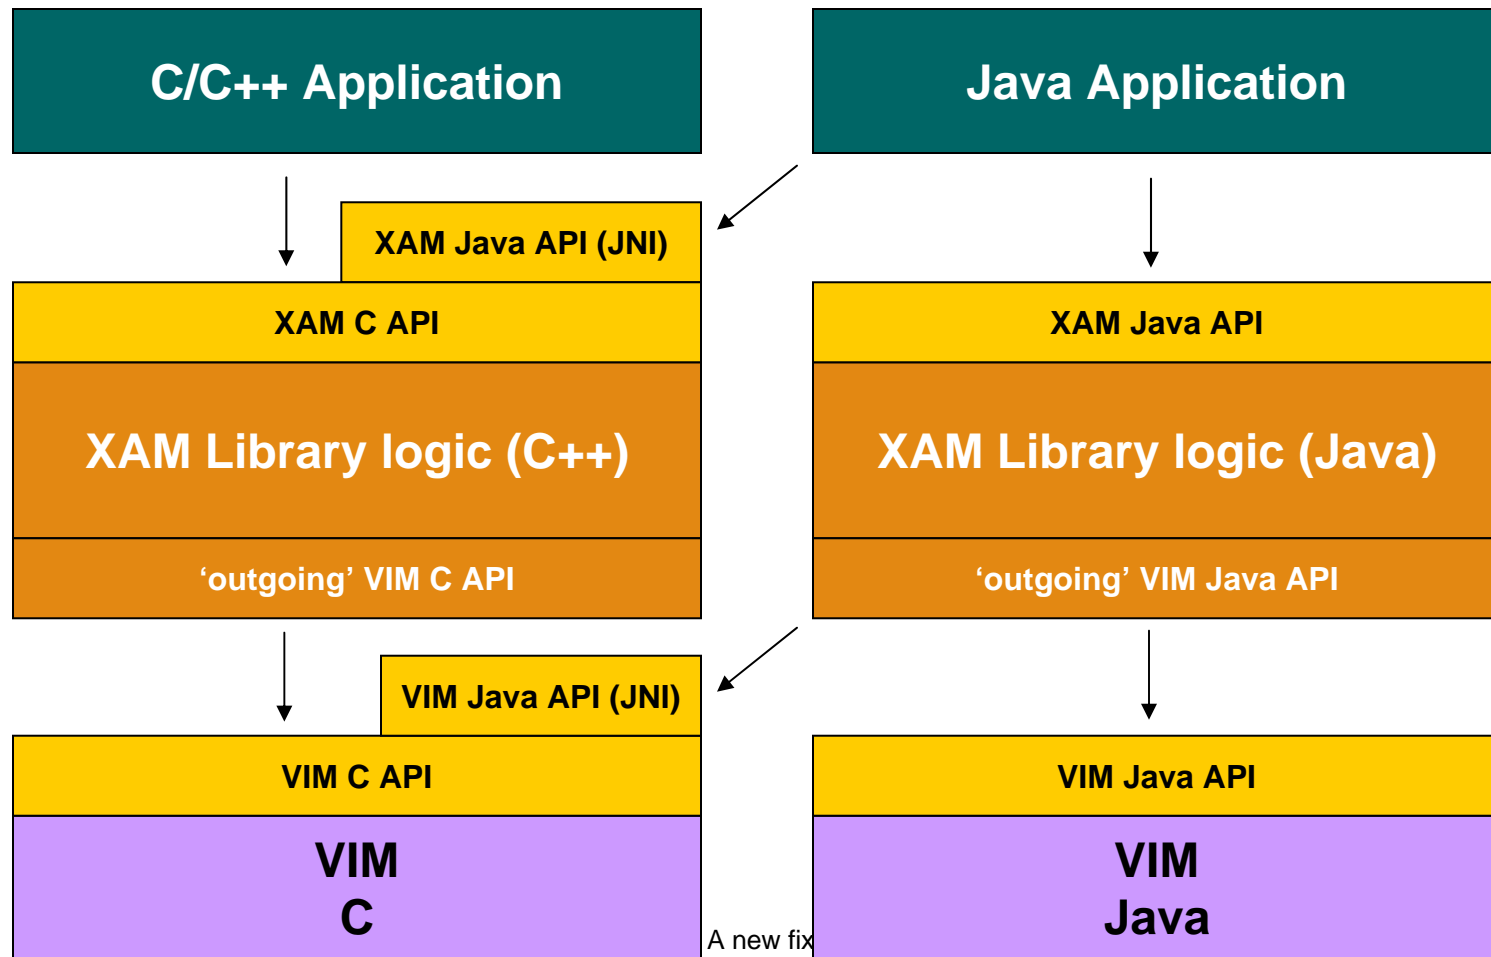 C/C++ Application
Java Application
XAM Java API (JNI)
XAM C API
XAM Java API
XAM Library logic (C++)
XAM Library logic (Java)
‘outgoing’ VIM C API
‘outgoing’ VIM Java API
VIM Java API (JNI)
VIM C API
VIM Java API
VIM
C
VIM
Java
A new fix